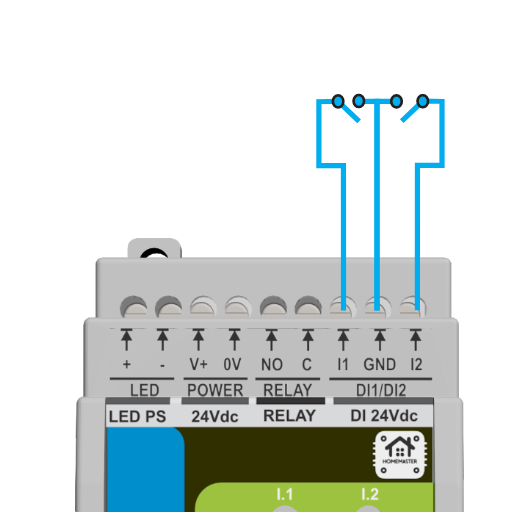 + - V+ 0V NO C I1 GND I2
LED POWER RELAY DI1/DI2
LED PS 24Vdc RELAY DI 24Vdc
HOMEMASTER
I.1 I.2